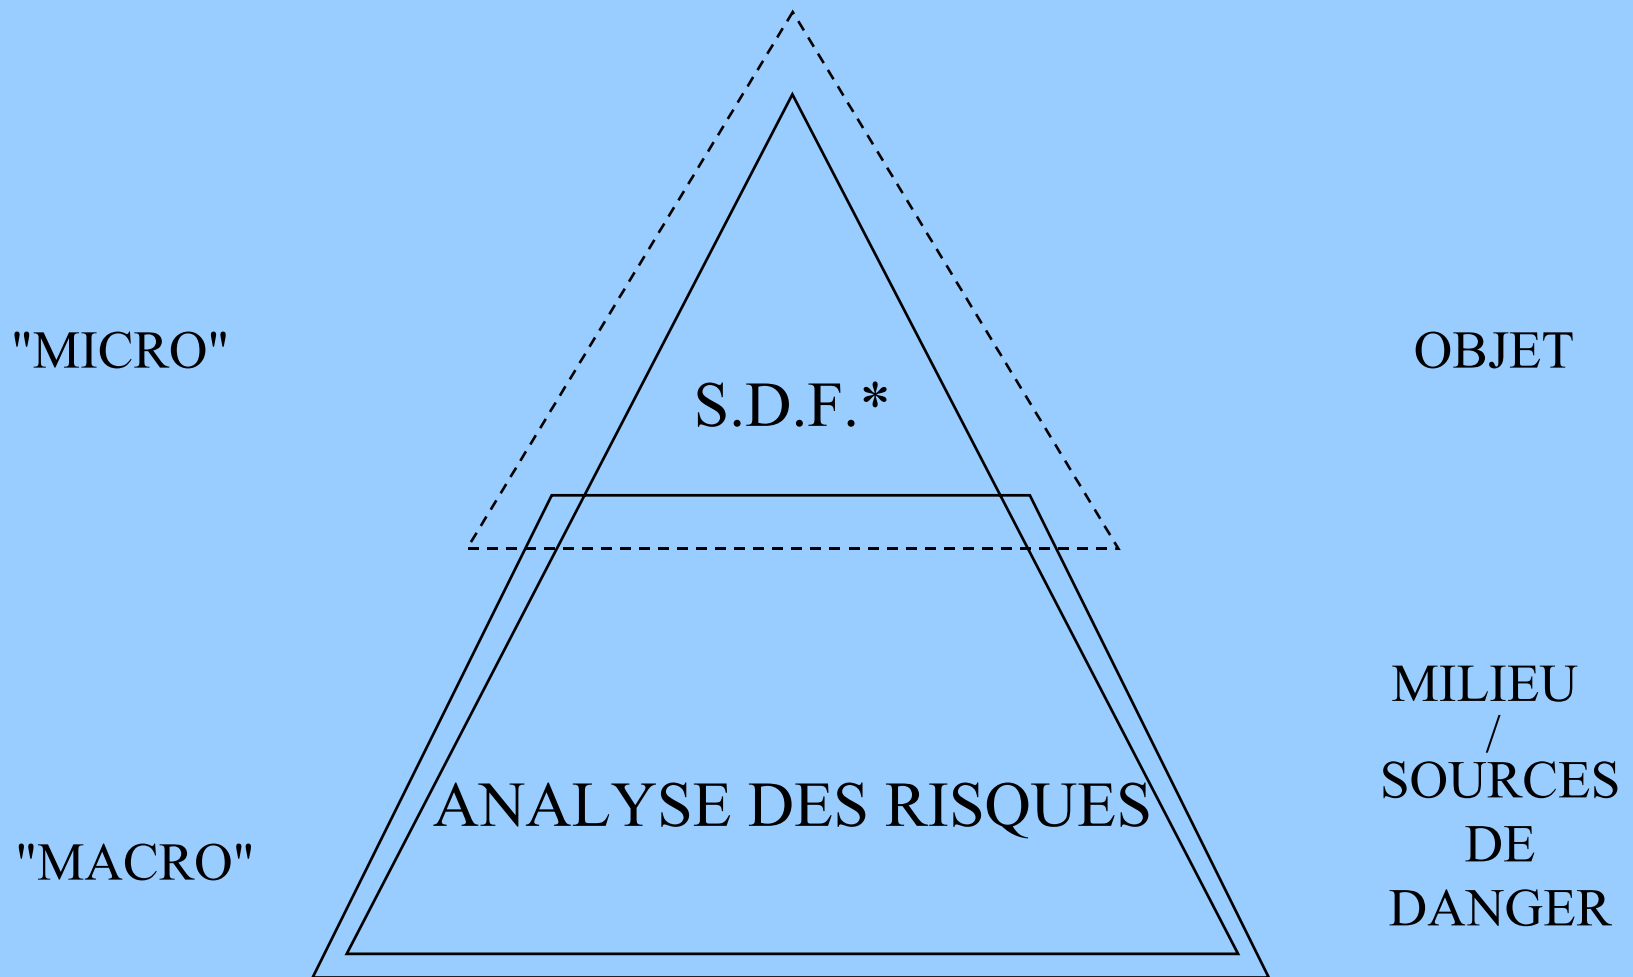 "MICRO"
OBJET
S.D.F.*
MILIEU
/
SOURCES
DE
DANGER
ANALYSE DES RISQUES
"MACRO"